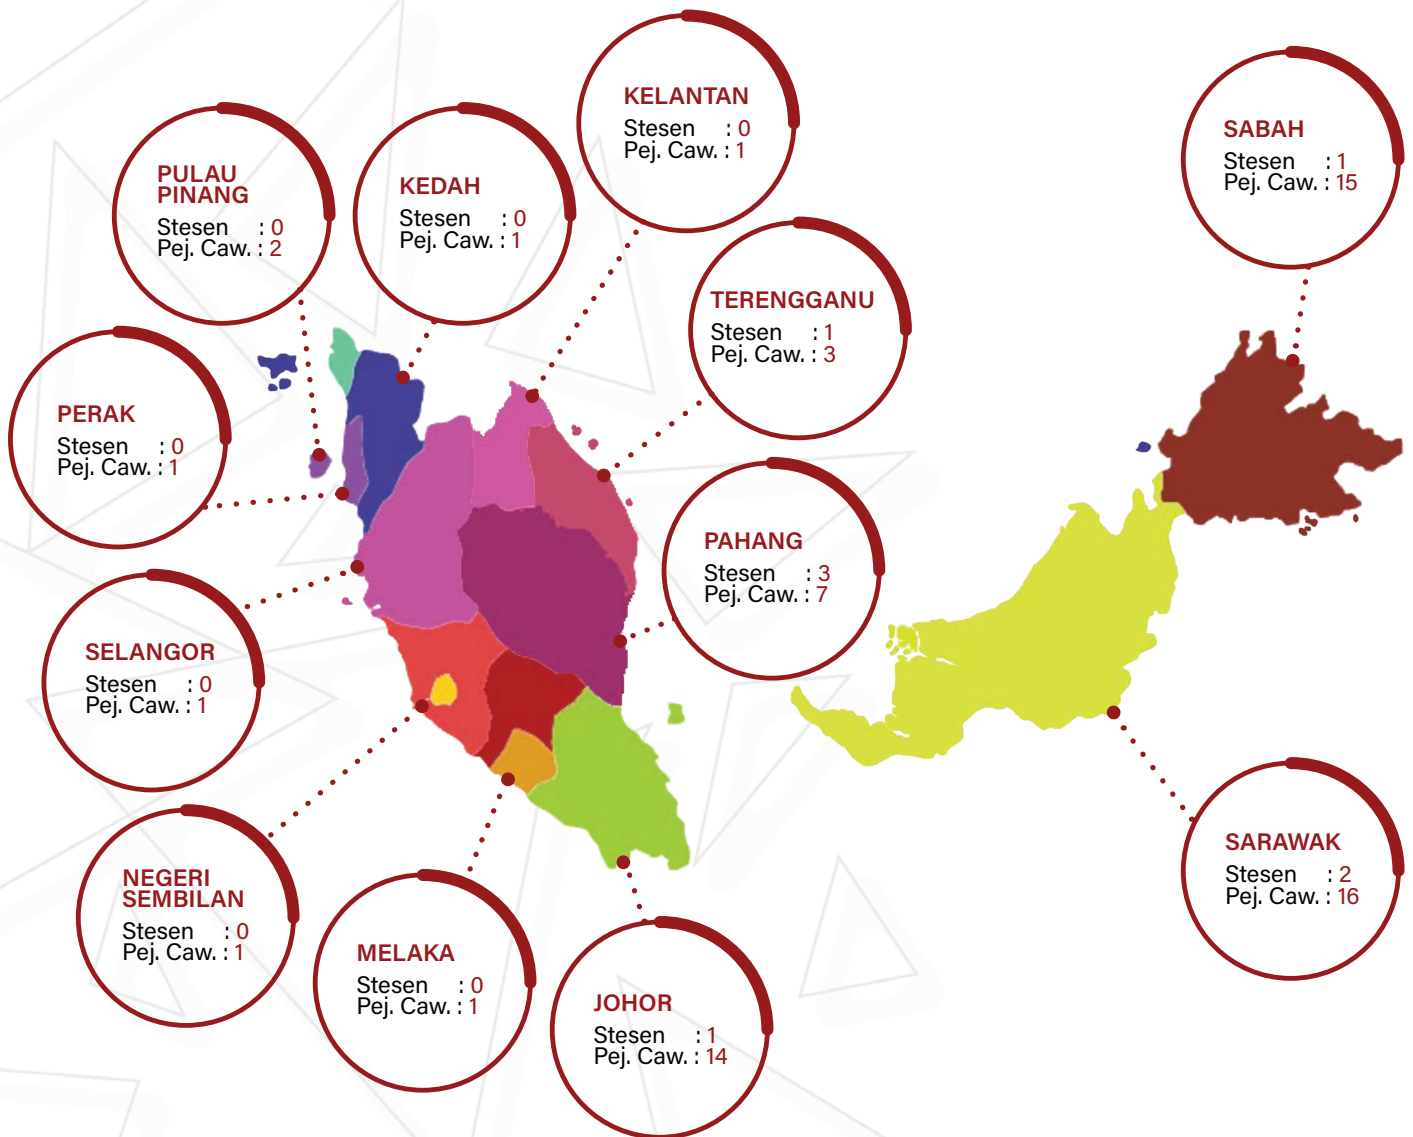 KELANTAN
Stesen : 0
Pej. Caw. : 1
SABAH
Stesen : 1
Pej. Caw. : 15
PULAU
PINANG
Stesen : 0
Pej. Caw. : 2
KEDAH
Stesen : 0
Pej. Caw. : 1
TERENGGANU
Stesen : 1
Pej. Caw. : 3
PERAK
Stesen : 0
Pej. Caw. : 1
PAHANG
Stesen : 3
Pej. Caw. : 7
SELANGOR
Stesen : 0
Pej. Caw. : 1
SARAWAK
Stesen : 2
Pej. Caw. : 16
NEGERI
SEMBILAN
Stesen : 0
Pej. Caw. : 1
MELAKA
Stesen : 0
Pej. Caw. : 1
JOHOR
Stesen : 1
Pej. Caw. : 14